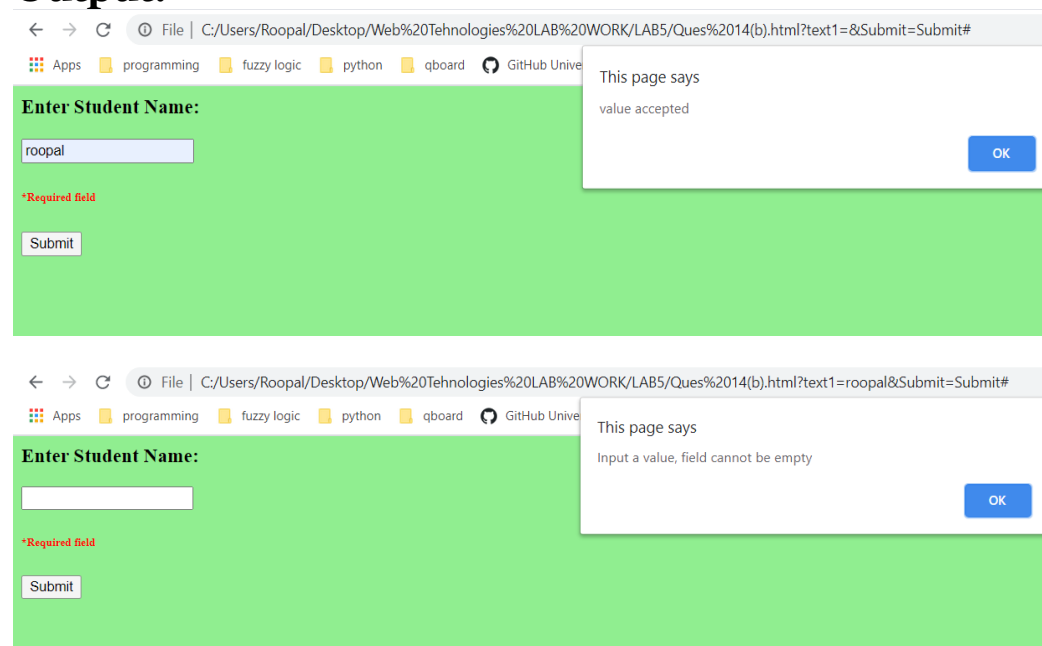 Output:
File | C:/Users/Roopal/Desktop/Web%20Tehnologies%20LAB%20WORK/LAB5/Ques%2014(b).html?text1=&Submit=Submit#
Apps programming fuzzy logic python qboard GitHub Unive
This page says
value accepted
OK
Enter Student Name:
roopal
*Required field
Submit
File | C:/Users/Roopal/Desktop/Web%20Tehnologies%20LAB%20WORK/LAB5/Ques%2014(b).html?text1=roopal&Submit=Submit#
Apps programming fuzzy logic python qboard GitHub Unive
This page says
Input a value, field cannot be empty
OK
Enter Student Name:
*Required field
Submit